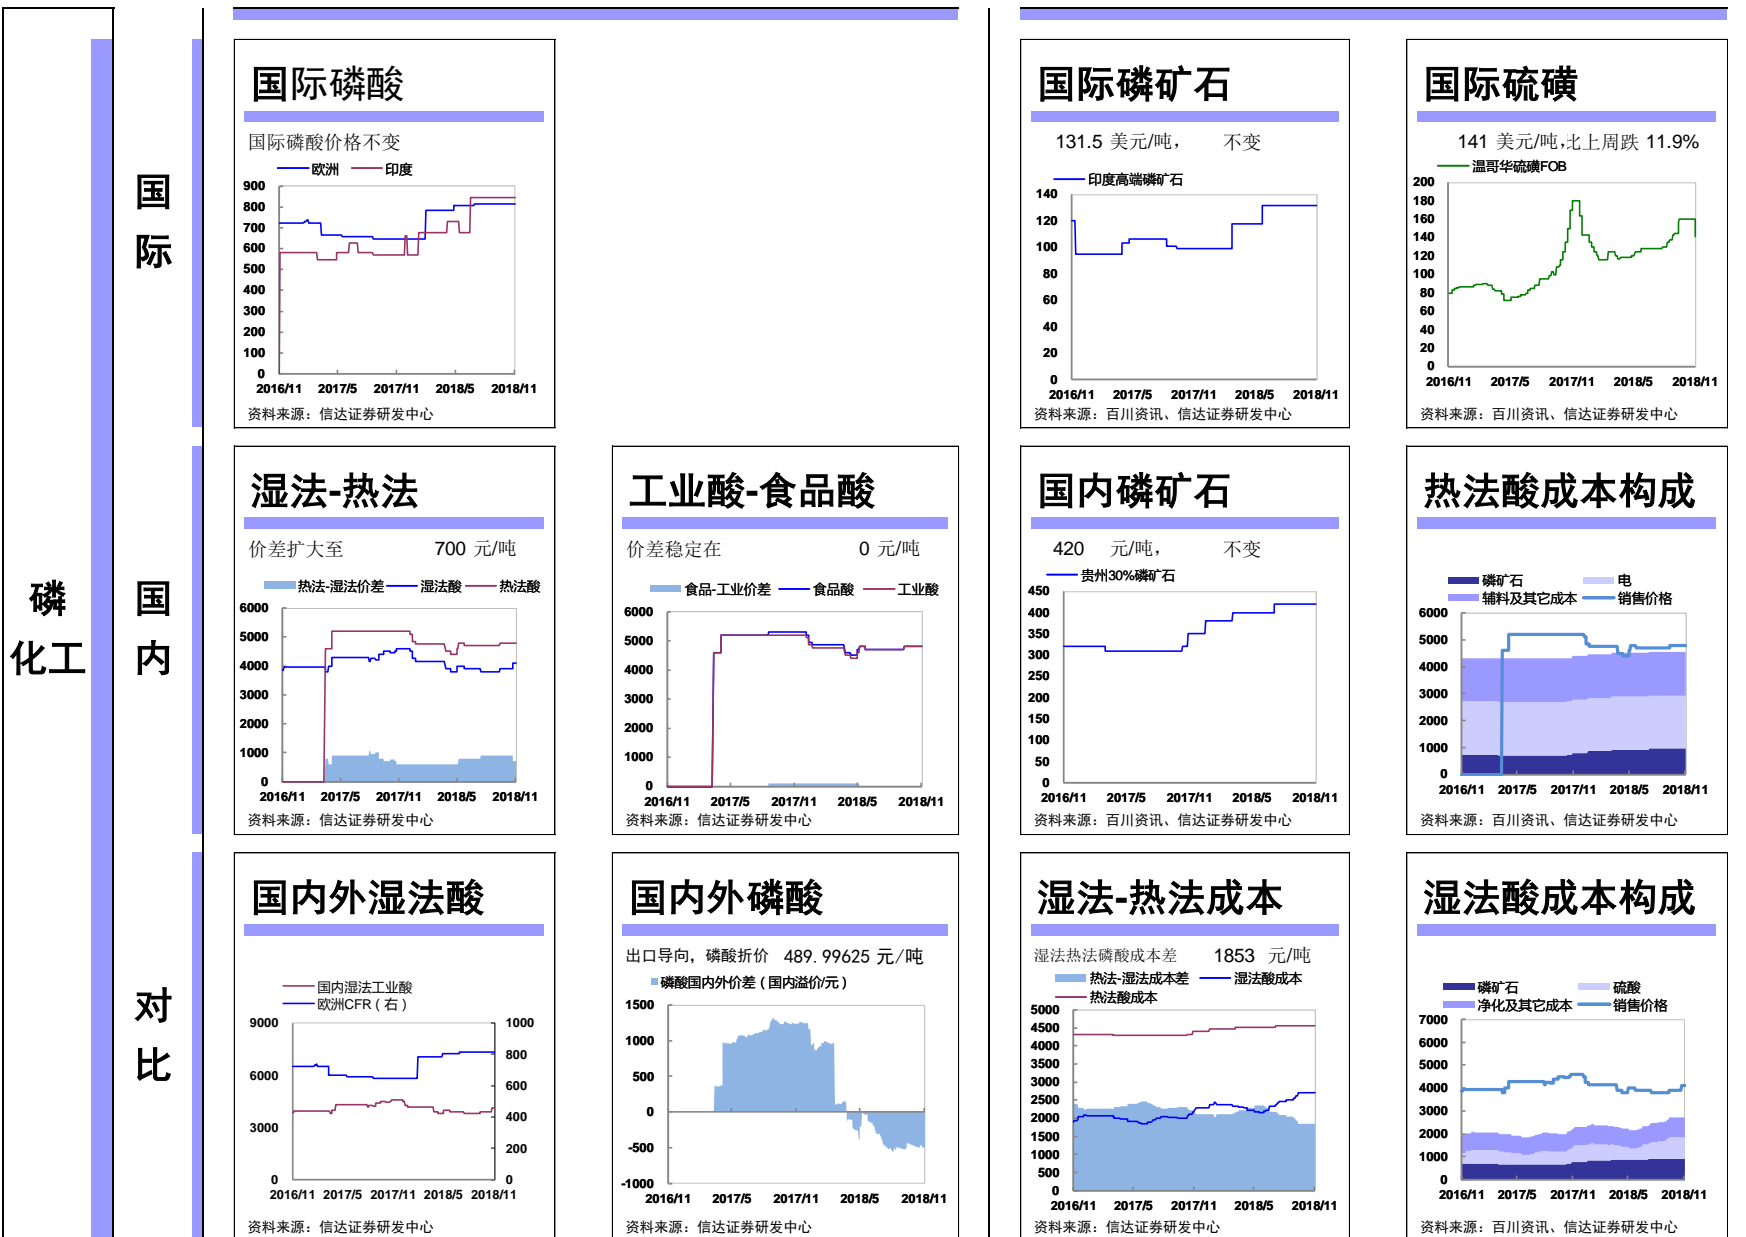 磷
化工
国
际
国际磷酸
国际磷酸价格不变
欧洲 印度
900
800
700
600
500
400
300
200
100
0
2016/11 2017/5 2017/11 2018/5 2018/11
资料来源：信达证券研发中心
国际磷矿石
131.5 美元/吨， 不变
印度高端磷矿石
140
120
100
80
60
40
20
0
2016/11 2017/5 2017/11 2018/5 2018/11
资料来源：百川资讯、信达证券研发中心
国际硫磺
141 美元/吨，比上周跌 11.9%
温哥华硫磺FOB
200
180
160
140
120
100
80
60
40
20
0
2016/11 2017/5 2017/11 2018/5 2018/11
资料来源：百川资讯、信达证券研发中心
国
内
湿法-热法
价差扩大至 700 元/吨
热法-湿法价差 湿法酸 热法酸
6000
5000
4000
3000
2000
1000
0
2016/11 2017/5 2017/11 2018/5 2018/11
资料来源：信达证券研发中心
工业酸-食品酸
价差稳定在 0 元/吨
食品-工业价差 食品酸 工业酸
6000
5000
4000
3000
2000
1000
0
2016/11 2017/5 2017/11 2018/5 2018/11
资料来源：信达证券研发中心
国内磷矿石
420 元/吨， 不变
贵州30%磷矿石
450
400
350
300
250
200
150
100
50
0
2016/11 2017/5 2017/11 2018/5 2018/11
资料来源：百川资讯、信达证券研发中心
热法酸成本构成
磷矿石 电
辅料及其它成本 销售价格
6000
5000
4000
3000
2000
1000
0
2016/11 2017/5 2017/11 2018/5 2018/11
资料来源：百川资讯、信达证券研发中心
对
比
国内外湿法酸
国内湿法工业酸
欧洲CFR（右）
9000 1000
800
6000 600
400
3000 200
0 0
2016/11 2017/5 2017/11 2018/5 2018/11
资料来源：信达证券研发中心
国内外磷酸
出口导向，磷酸折价 489.99625 元/吨
磷酸国内外价差（国内溢价/元）
1500
1000
500
0
-500
-1000
2016/11 2017/5 2017/11 2018/5 2018/11
资料来源：信达证券研发中心
湿法-热法成本
湿法热法磷酸成本差 1853 元/吨
热法-湿法成本差 湿法酸成本
热法酸成本
5000
4500
4000
3500
3000
2500
2000
1500
1000
500
0
2016/11 2017/5 2017/11 2018/5 2018/11
资料来源：信达证券研发中心
湿法酸成本构成
磷矿石 硫酸
净化及其它成本 销售价格
7000
6000
5000
4000
3000
2000
1000
0
2016/11 2017/5 2017/11 2018/5 2018/11
资料来源：百川资讯、信达证券研发中心